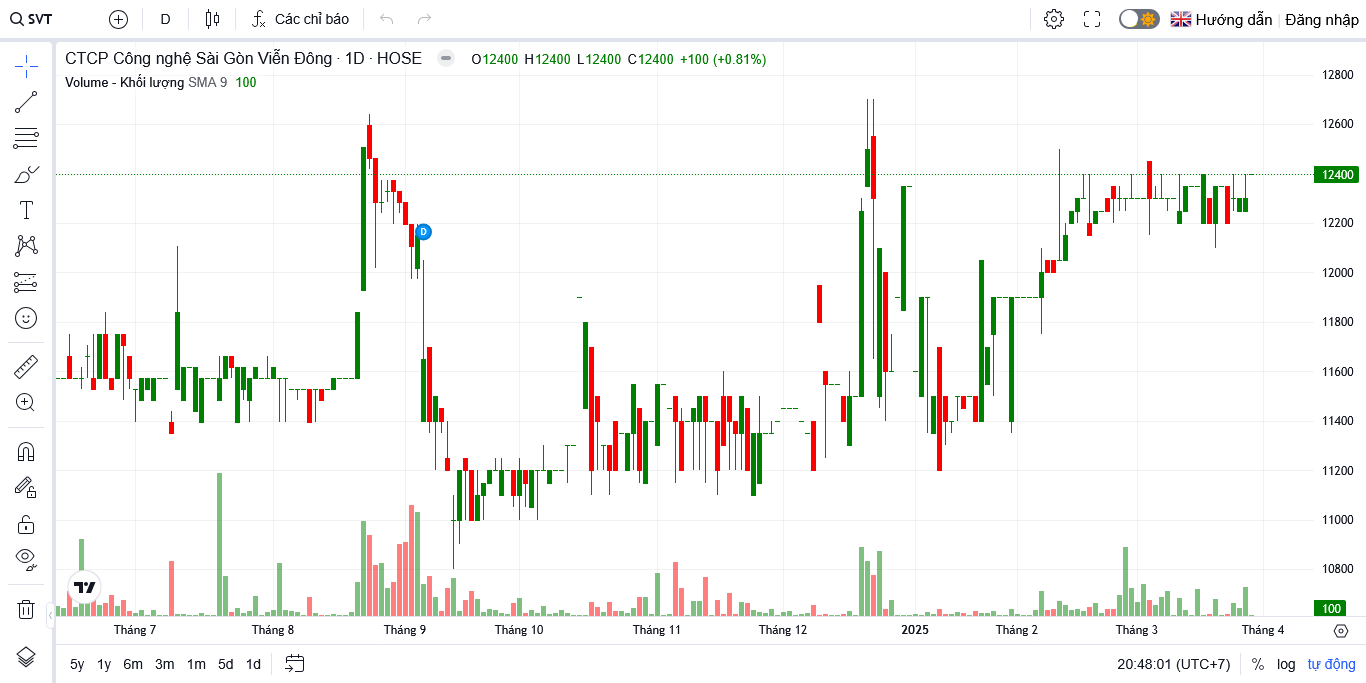 SVT D Các chỉ báo Hướng dẫn Đăng nhập
CTCP Công nghệ Sài Gòn Viễn Đông · 1D · HOSE O12400 H12400 L12400 C12400 +100 (+0.81%)
Volume - Khối lượng SMA 9 100
12800
12600
12400
12200
12000
11800
11600
11400
11200
11000
10800
100
D
Tháng 7 Tháng 8 Tháng 9 Tháng 10 Tháng 11 Tháng 12 2025 Tháng 2 Tháng 3 Tháng 4
5y 1y 6m 3m 1m 5d 1d 20:48:01 (UTC+7) % log tự động